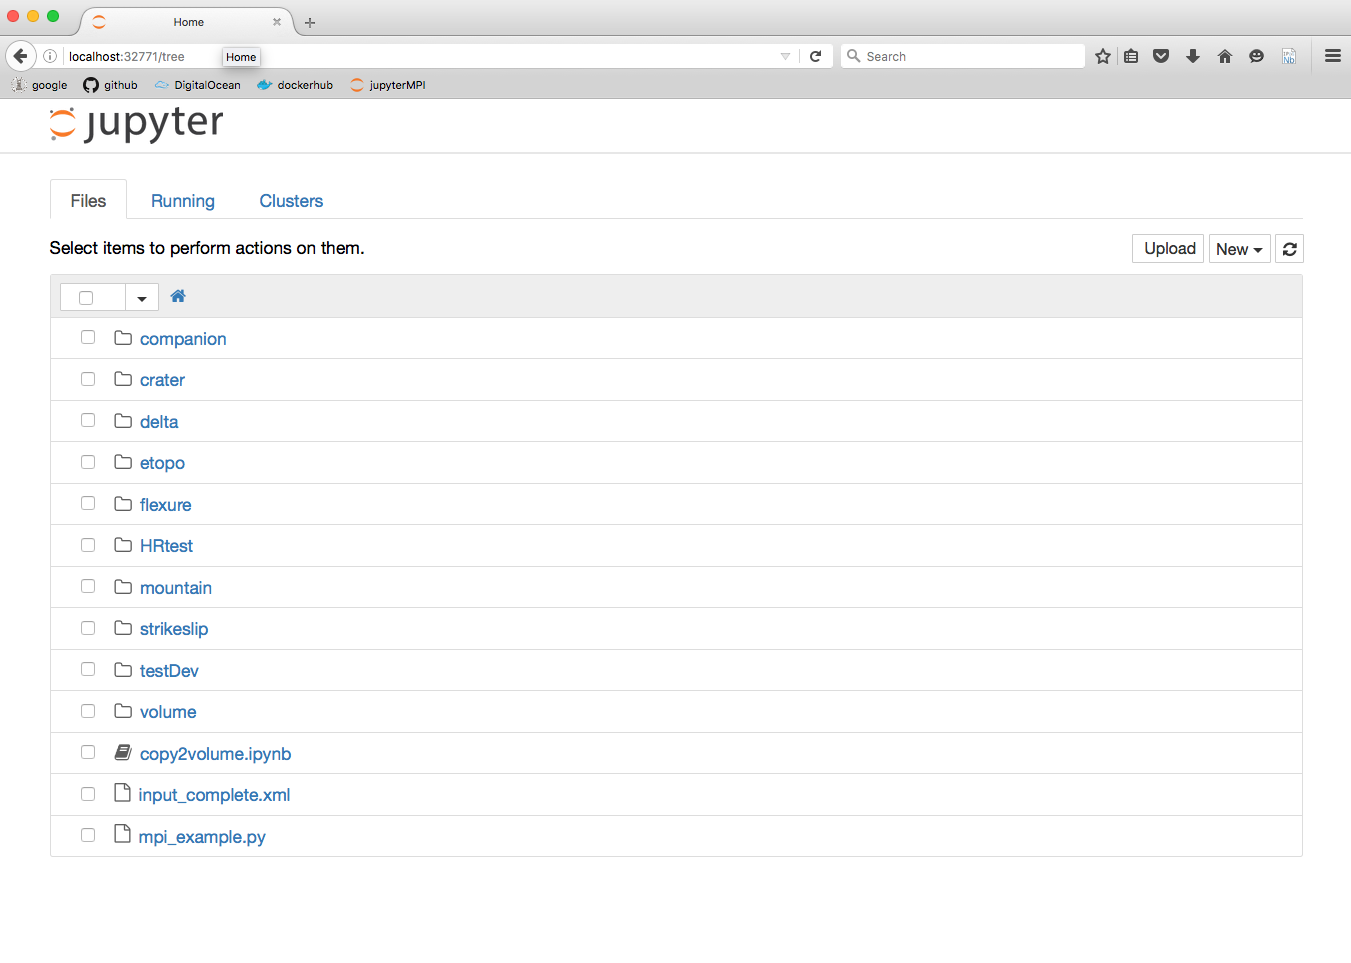 Home
localhost:32771/tree
Home
Search
google
github
DigitalOcean
dockerhub
jupyterMPI
jupyter
Files
Running
Clusters
Select items to perform actions on them.
Upload
New
companion
crater
delta
etopo
flexure
HRtest
mountain
strikeslip
testDev
volume
copy2volume.ipynb
input_complete.xml
mpi_example.py